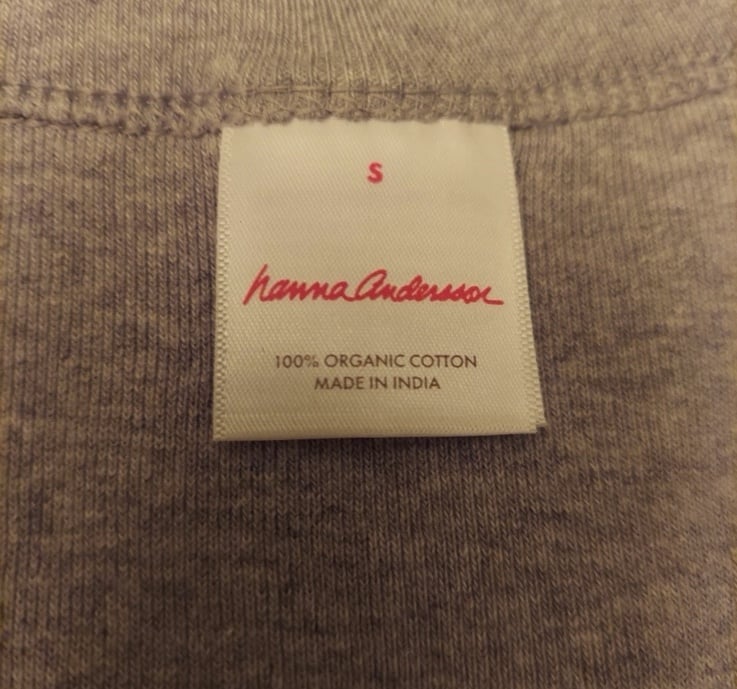 S
hanna Andersson
100% ORGANIC COTTON
MADE IN INDIA